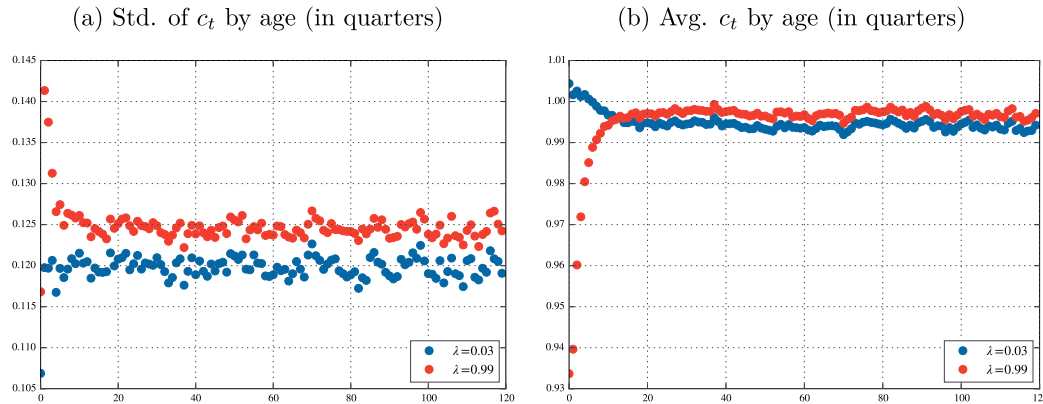 (a) Std. of c_t by age (in quarters)
0.145
0.140
0.135
0.130
0.125
0.120
0.115
0.110
0.105
0 20 40 60 80 100 120
λ=0.03
λ=0.99
(b) Avg. c_t by age (in quarters)
1.01
1.00
0.99
0.98
0.97
0.96
0.95
0.94
0.93
0 20 40 60 80 100 12
λ=0.03
λ=0.99